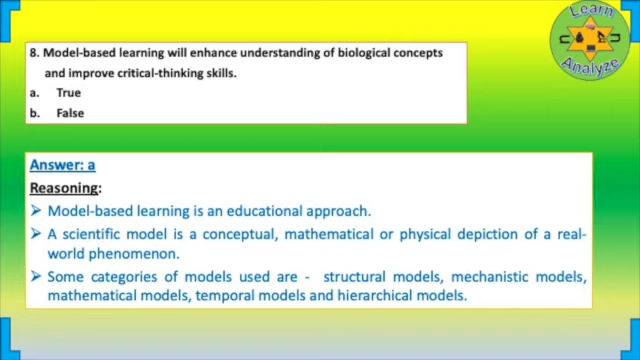 Learn
Analyze
8. Model-based learning will enhance understanding of biological concepts
and improve critical-thinking skills.
a. True
b. False
Answer: a
Reasoning:
➢ Model-based learning is an educational approach.
➢ A scientific model is a conceptual, mathematical or physical depiction of a real-
world phenomenon.
➢ Some categories of models used are - structural models, mechanistic models,
mathematical models, temporal models and hierarchical models.